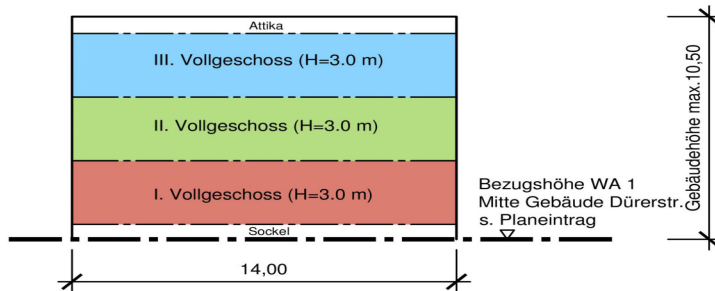 Attika
III. Vollgeschoss (H=3.0 m)
II. Vollgeschoss (H=3.0 m)
I. Vollgeschoss (H=3.0 m)
Sockel
14,00
Bezugshöhe WA 1
Mitte Gebäude Dürerstr.
s. Planeintrag
Gebäudehöhe max.10,50